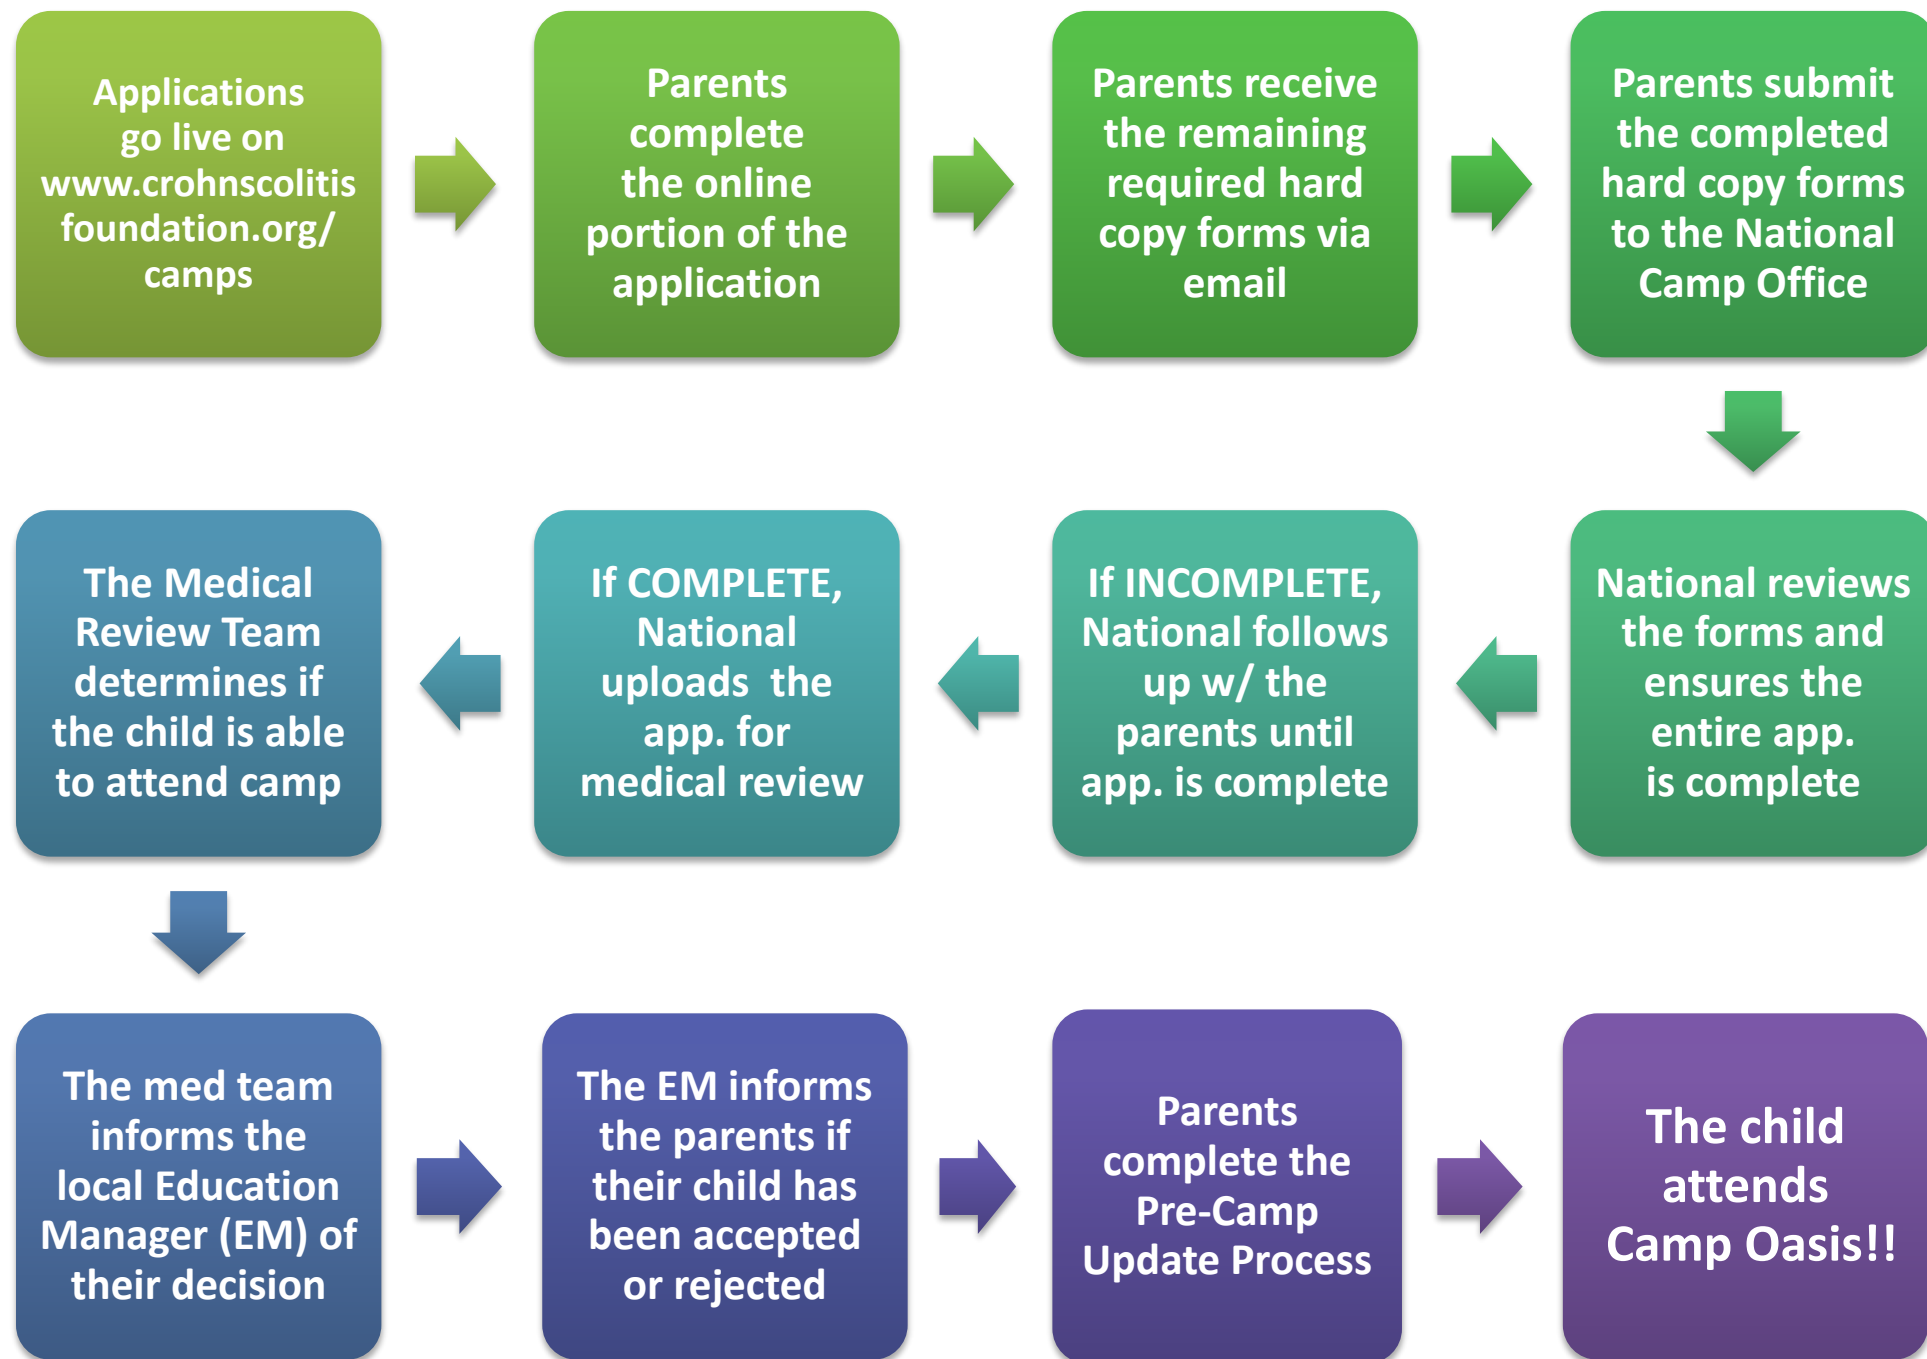 Applications
go live on
www.crohnscolitis
foundation.org/
camps
Parents
complete
the online
portion of the
application
Parents receive
the remaining
required hard
copy forms via
email
Parents submit
the completed
hard copy forms
to the National
Camp Office
National reviews
the forms and
ensures the
entire app.
is complete
If INCOMPLETE,
National follows
up w/ the
parents until
app. is complete
If COMPLETE,
National
uploads  the
app. for
medical review
The Medical
Review Team
determines if
the child is able
to attend camp
The med team
informs the
local Education
Manager (EM) of
their decision
The EM informs
the parents if
their child has
been accepted
or rejected
Parents
complete the
Pre-Camp
Update Process
The child
attends
Camp Oasis!!